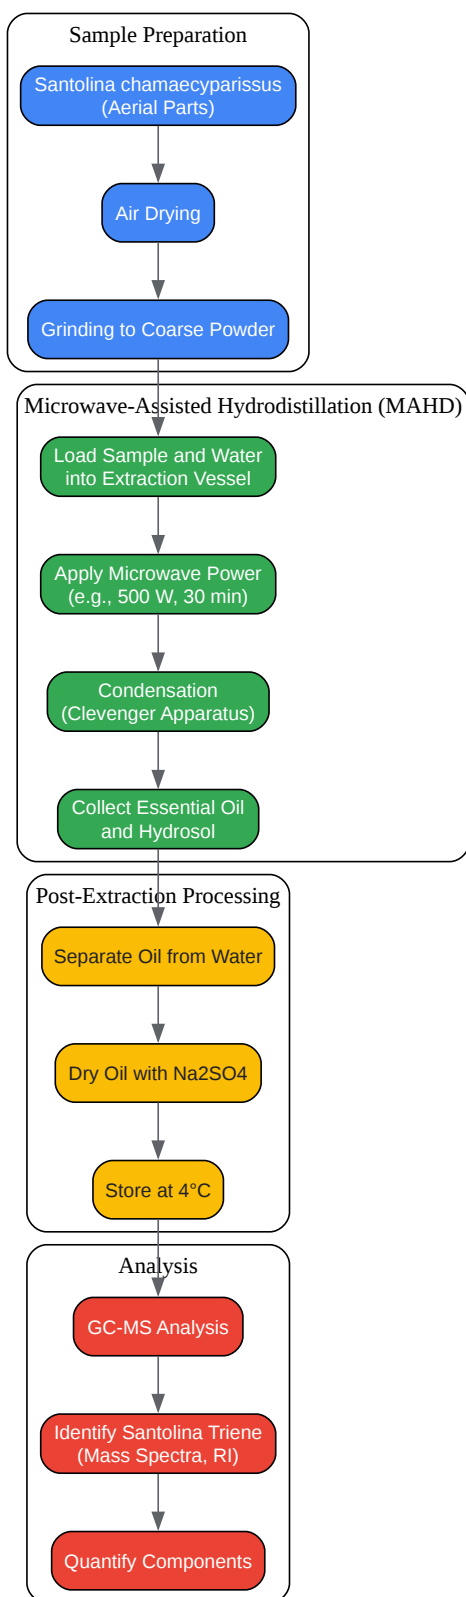 Sample Preparation
Santolina chamaecyparissus
(Aerial Parts)
Air Drying
Grinding to Coarse Powder
Microwave-Assisted Hydrodistillation (MAHD)
Load Sample and Water
into Extraction Vessel
Apply Microwave Power
(e.g., 500 W, 30 min)
Condensation
(Clevenger Apparatus)
Collect Essential Oil
and Hydrosol
Post-Extraction Processing
Separate Oil from Water
Dry Oil with Na2SO4
Store at 4°C
Analysis
GC-MS Analysis
Identify Santolina Triene
(Mass Spectra, RI)
Quantify Components